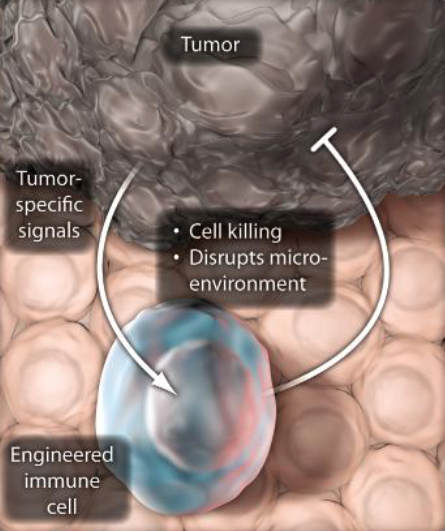 Tumor
Tumor-
specific
signals
• Cell killing
• Disrupts micro-
environment
Engineered
immune
cell